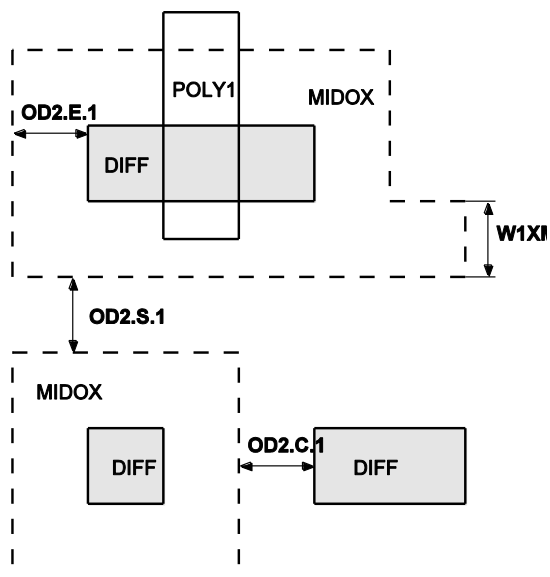 POLY1
MIDOX
OD2.E.1
DIFF
W1XM
OD2.S.1
MIDOX
OD2.C.1
DIFF
DIFF